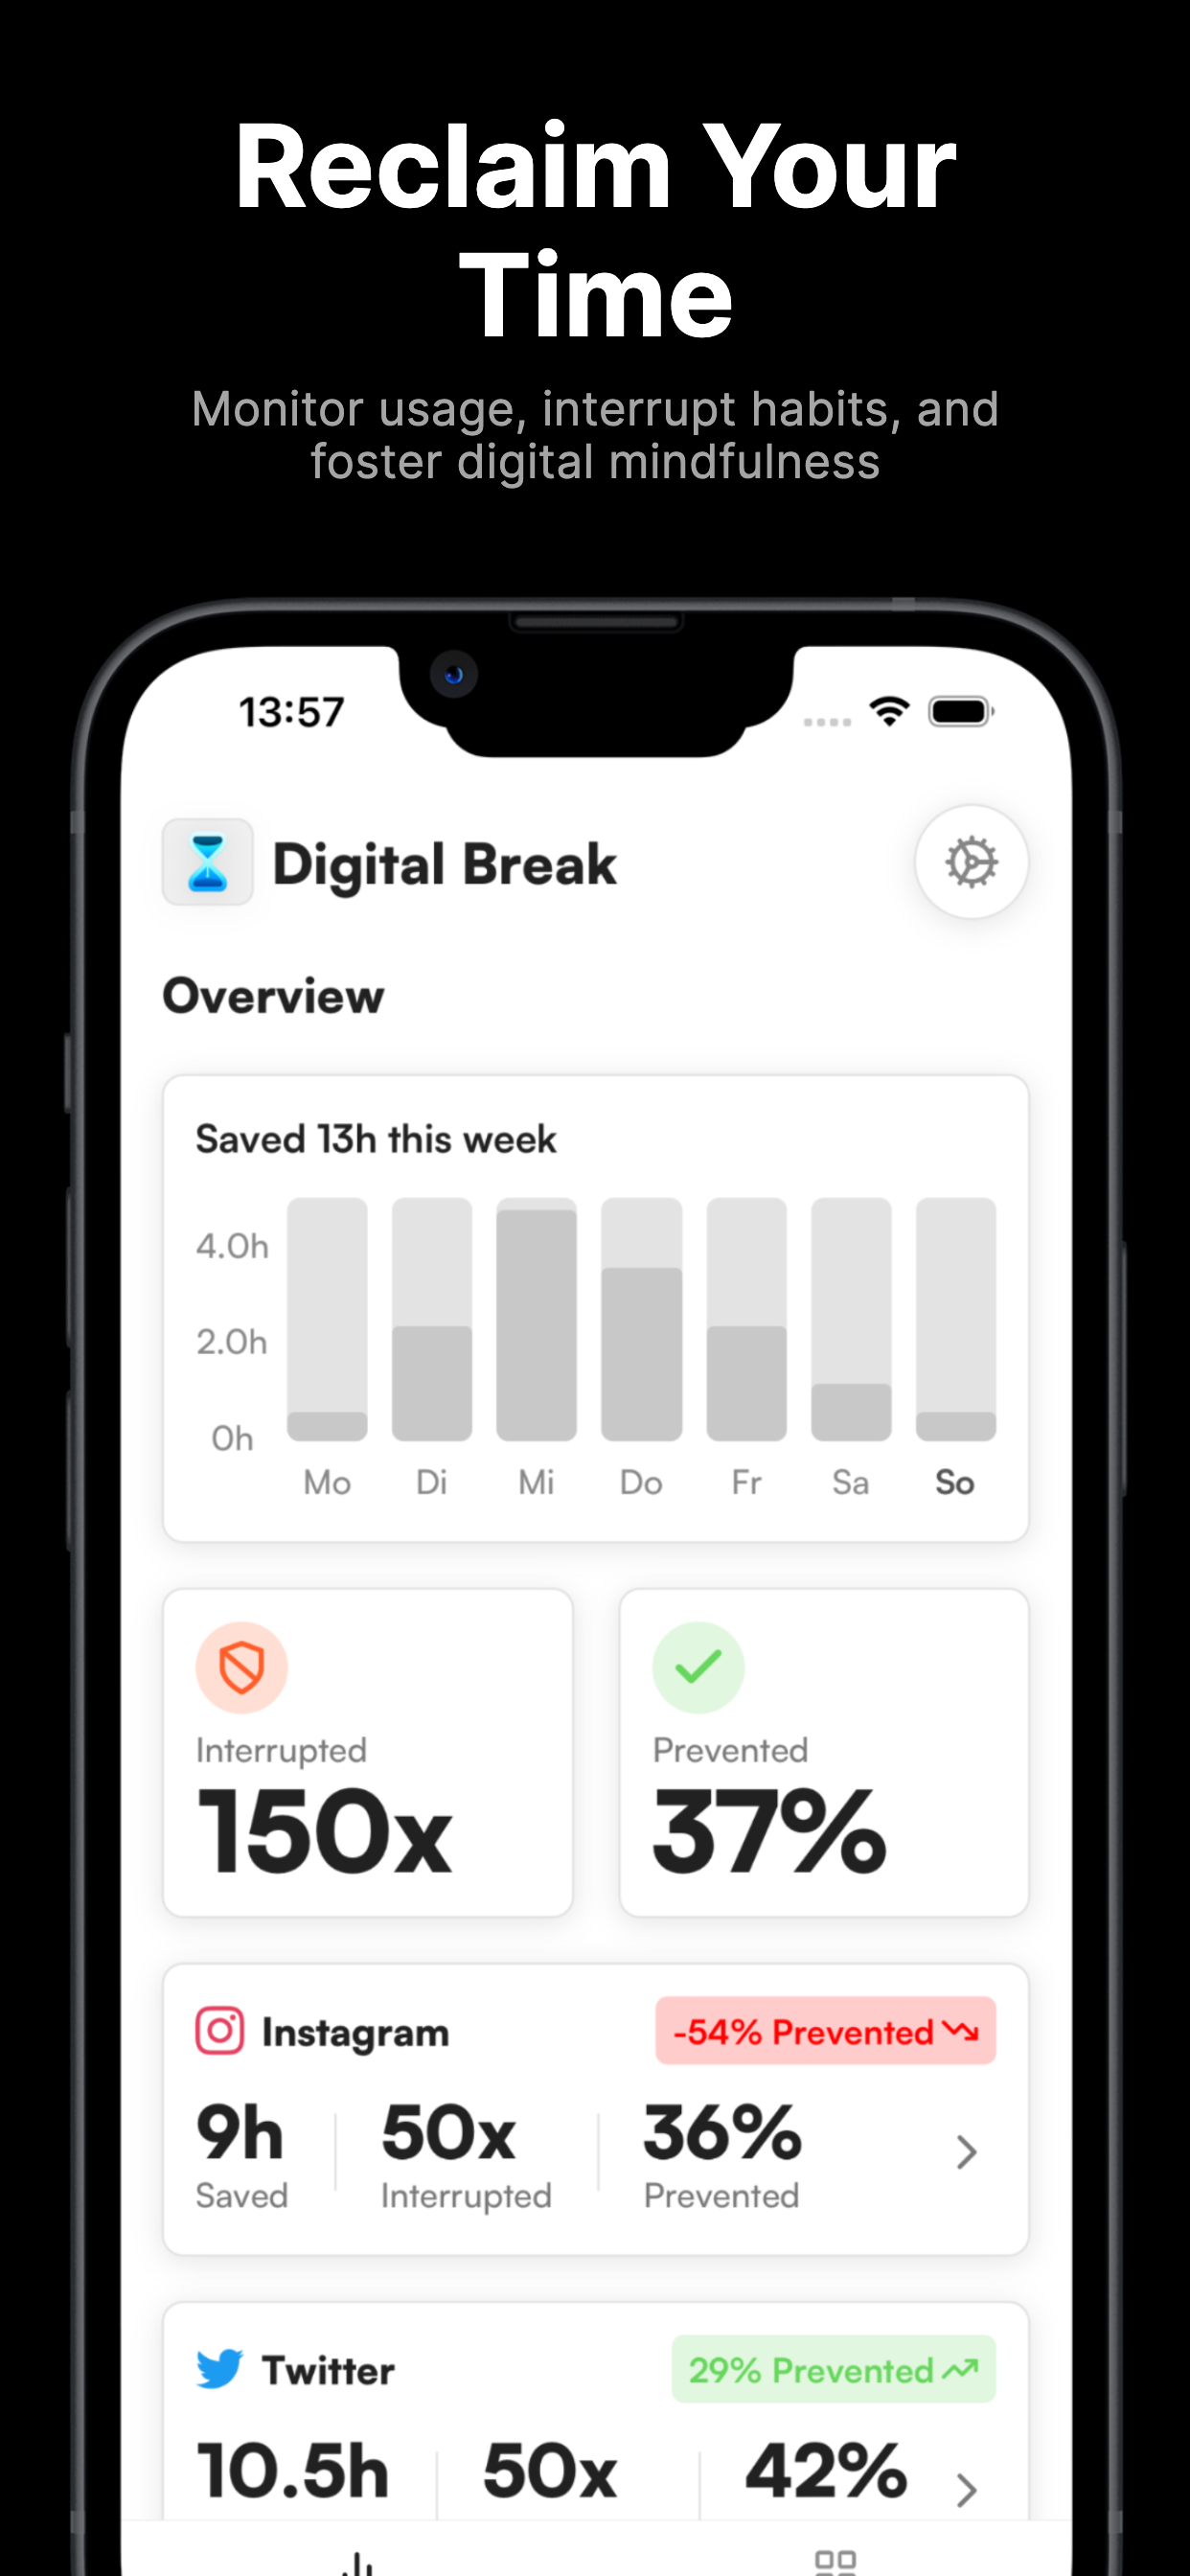 Reclaim Your
Time
Monitor usage, interrupt habits, and
foster digital mindfulness
13:57
Digital Break
Overview
Saved 13h this week
4.0h
2.0h
0h
Mo Di Mi Do Fr Sa So
Interrupted
150x
Prevented
37%
Instagram
-54% Prevented
9h 50x 36%
Saved Interrupted Prevented
Twitter
29% Prevented
10.5h 50x 42%